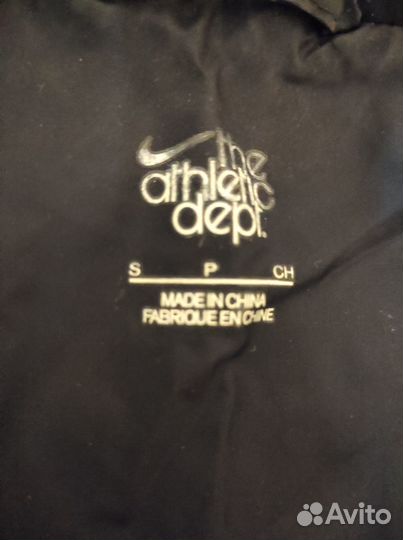 the
athletic
dept.
S P CH
MADE IN CHINA
FABRIQUE EN CHINE
Avito